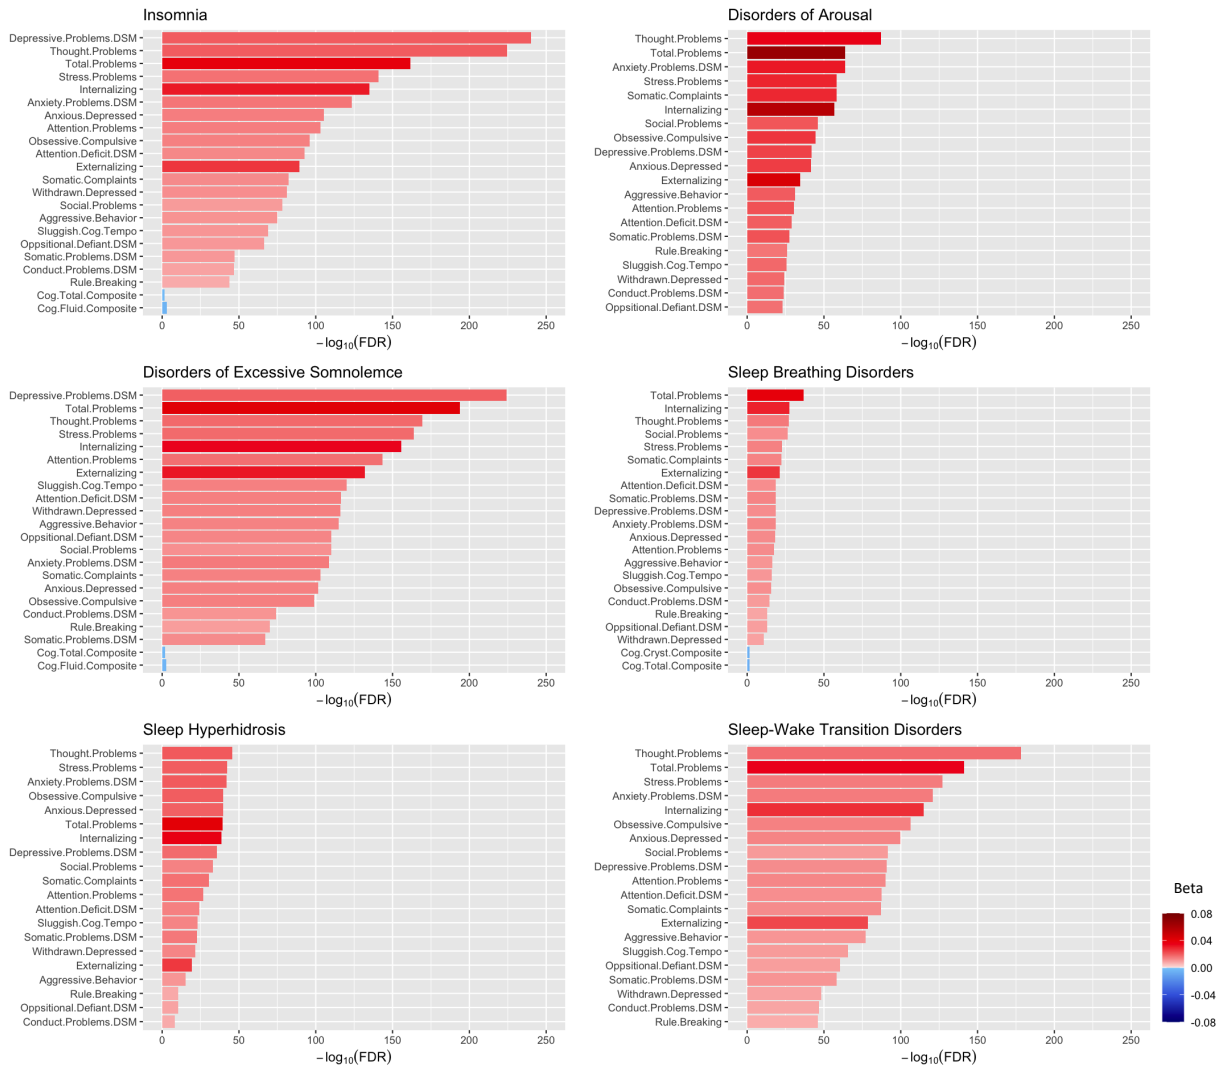 Insomnia
Depressive.Problems.DSM
Thought.Problems
Total.Problems
Stress.Problems
Internalizing
Anxiety.Problems.DSM
Anxious.Depressed
Attention.Problems
Obsessive.Compulsive
Attention.Deficit.DSM
Externalizing
Somatic.Complaints
Withdrawn.Depressed
Social.Problems
Aggressive.Behavior
Sluggish.Cog.Tempo
Oppsitional.Defiant.DSM
Somatic.Problems.DSM
Conduct.Problems.DSM
Rule.Breaking
Cog.Total.Composite
Cog.Fluid.Composite
0 50 100 150 200 250
−log₁₀(FDR)
Disorders of Arousal
Thought.Problems
Total.Problems
Anxiety.Problems.DSM
Stress.Problems
Somatic.Complaints
Internalizing
Social.Problems
Obsessive.Compulsive
Depressive.Problems.DSM
Anxious.Depressed
Externalizing
Aggressive.Behavior
Attention.Problems
Attention.Deficit.DSM
Somatic.Problems.DSM
Rule.Breaking
Sluggish.Cog.Tempo
Withdrawn.Depressed
Conduct.Problems.DSM
Oppsitional.Defiant.DSM
0 50 100 150 200 250
−log₁₀(FDR)
Disorders of Excessive Somnolemce
Depressive.Problems.DSM
Total.Problems
Thought.Problems
Stress.Problems
Internalizing
Attention.Problems
Externalizing
Sluggish.Cog.Tempo
Attention.Deficit.DSM
Withdrawn.Depressed
Aggressive.Behavior
Oppsitional.Defiant.DSM
Social.Problems
Anxiety.Problems.DSM
Somatic.Complaints
Anxious.Depressed
Obsessive.Compulsive
Conduct.Problems.DSM
Rule.Breaking
Somatic.Problems.DSM
Cog.Total.Composite
Cog.Fluid.Composite
0 50 100 150 200 250
−log₁₀(FDR)
Sleep Breathing Disorders
Total.Problems
Internalizing
Thought.Problems
Social.Problems
Stress.Problems
Somatic.Complaints
Externalizing
Attention.Deficit.DSM
Somatic.Problems.DSM
Depressive.Problems.DSM
Anxiety.Problems.DSM
Anxious.Depressed
Attention.Problems
Aggressive.Behavior
Sluggish.Cog.Tempo
Obsessive.Compulsive
Conduct.Problems.DSM
Rule.Breaking
Oppsitional.Defiant.DSM
Withdrawn.Depressed
Cog.Cryst.Composite
Cog.Total.Composite
0 50 100 150 200 250
−log₁₀(FDR)
Sleep Hyperhidrosis
Thought.Problems
Stress.Problems
Anxiety.Problems.DSM
Obsessive.Compulsive
Anxious.Depressed
Total.Problems
Internalizing
Depressive.Problems.DSM
Social.Problems
Somatic.Complaints
Attention.Problems
Attention.Deficit.DSM
Sluggish.Cog.Tempo
Somatic.Problems.DSM
Withdrawn.Depressed
Externalizing
Aggressive.Behavior
Rule.Breaking
Oppsitional.Defiant.DSM
Conduct.Problems.DSM
0 50 100 150 200 250
−log₁₀(FDR)
Sleep-Wake Transition Disorders
Thought.Problems
Total.Problems
Stress.Problems
Anxiety.Problems.DSM
Internalizing
Obsessive.Compulsive
Anxious.Depressed
Social.Problems
Depressive.Problems.DSM
Attention.Problems
Attention.Deficit.DSM
Somatic.Complaints
Externalizing
Aggressive.Behavior
Sluggish.Cog.Tempo
Oppsitional.Defiant.DSM
Somatic.Problems.DSM
Withdrawn.Depressed
Conduct.Problems.DSM
Rule.Breaking
0 50 100 150 200 250
−log₁₀(FDR)
Beta
0.08
0.04
0.00
-0.04
-0.08